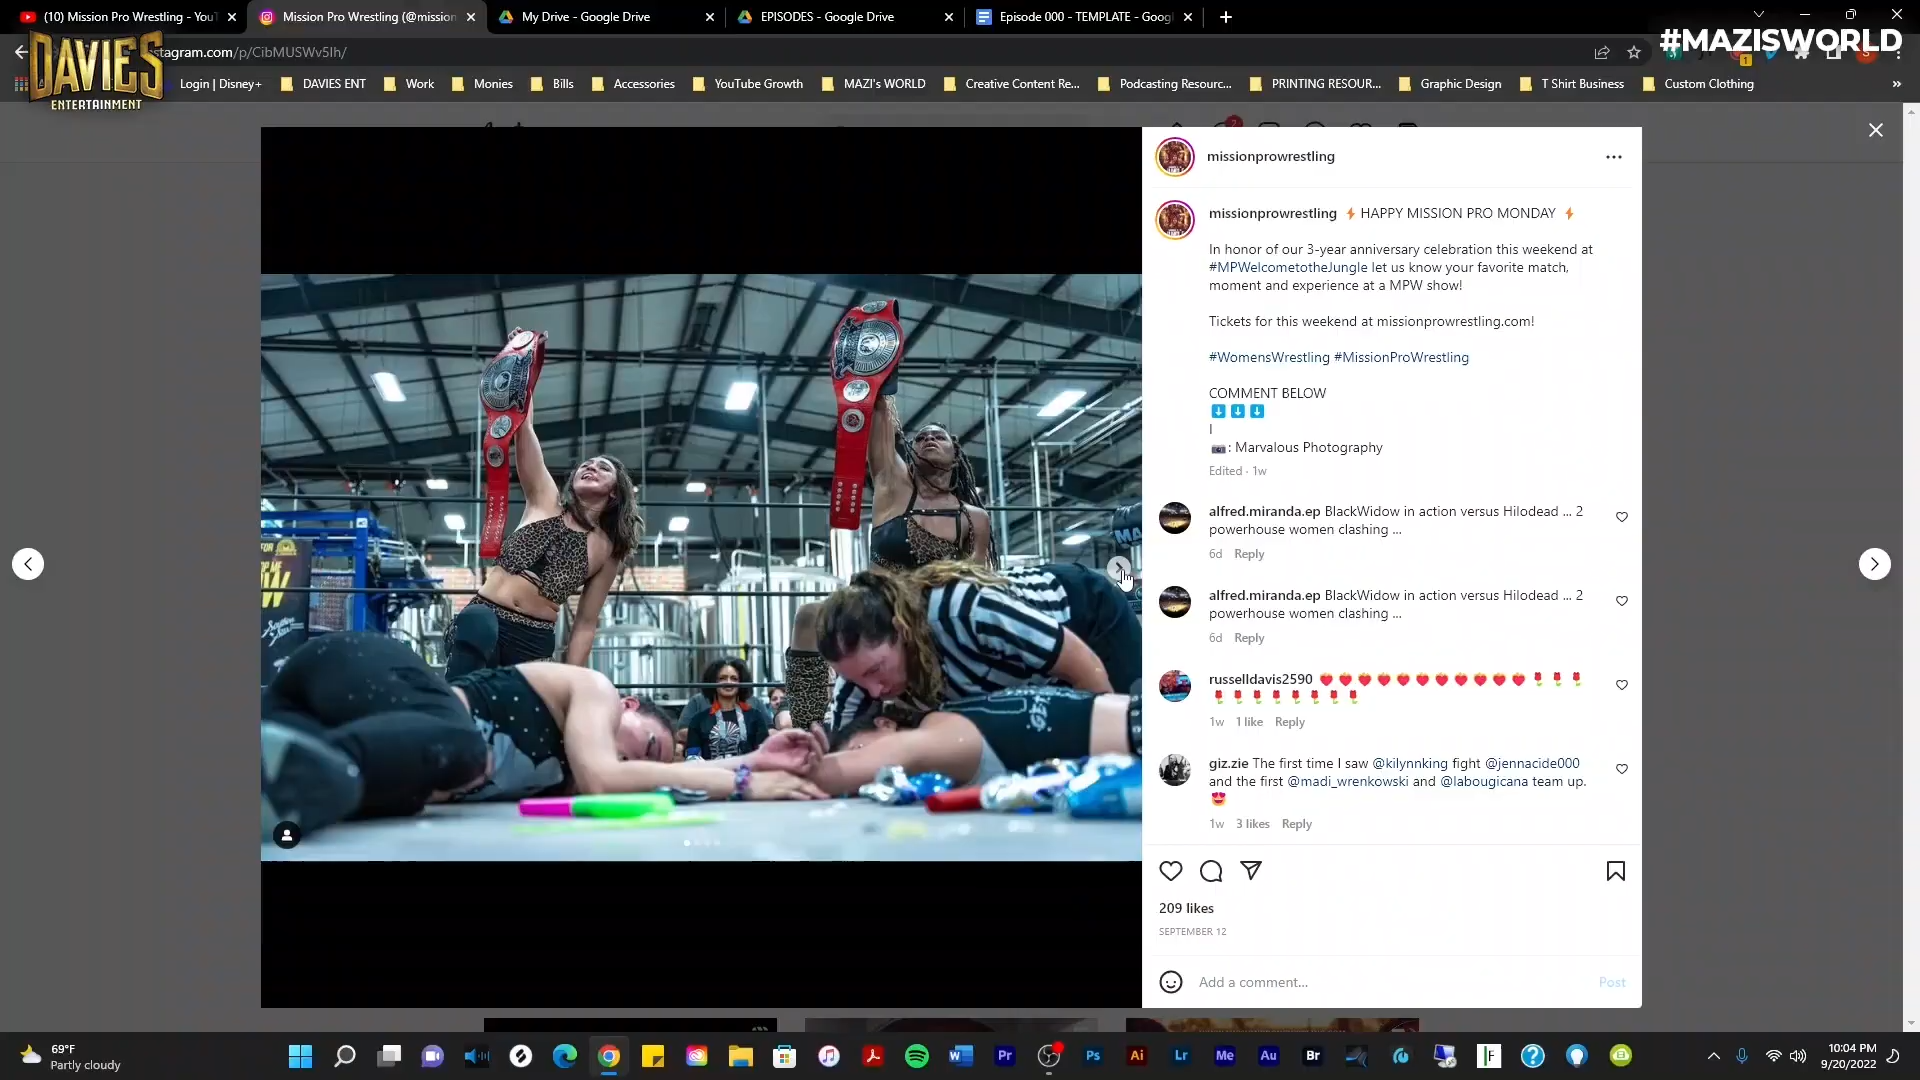 (10) Mission Pro Wrestling - YouT
Mission Pro Wrestling (@mission
My Drive - Google Drive
EPISODES - Google Drive
Episode 000 - TEMPLATE - Googl
#MAZISWORLD
DAVIES
ENTERTAINMENT
stagram.com/p/CibMUSWv5Ih/
Login | Disney+
DAVIES ENT
Work
Monies
Bills
Accessories
YouTube Growth
MAZI's WORLD
Creative Content Re...
Podcasting Resourc...
PRINTING RESOUR...
Graphic Design
T Shirt Business
Custom Clothing
»
missionprowrestling
missionprowrestling ⚡ HAPPY MISSION PRO MONDAY ⚡
In honor of our 3-year anniversary celebration this weekend at
#MPWelcometotheJungle let us know your favorite match,
moment and experience at a MPW show!
Tickets for this weekend at missionprowrestling.com!
#WomensWrestling #MissionProWrestling
COMMENT BELOW
⬇️⬇️⬇️
|
📷: Marvalous Photography
Edited · 1w
alfred.miranda.ep BlackWidow in action versus Hilodead ... 2
powerhouse women clashing ...
6d Reply
alfred.miranda.ep BlackWidow in action versus Hilodead ... 2
powerhouse women clashing ...
6d Reply
russelldavis2590
1w 1 like Reply
giz.zie The first time I saw @kilynnking fight @jennacide000
and the first @madi_wrenkowski and @labougicana team up.
😍
1w 3 likes Reply
209 likes
SEPTEMBER 12
Add a comment...
Post
69°F
Partly cloudy
10:04 PM
9/20/2022